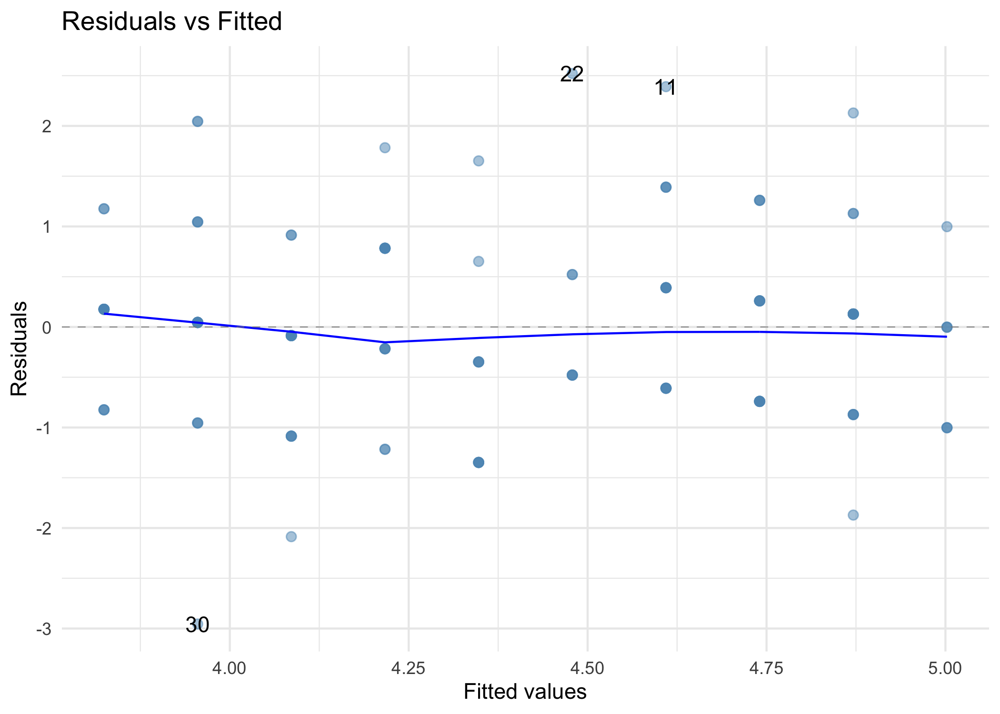 Residuals vs Fitted
22
11
2
1
0
-1
-2
30
-3
Residuals
4.00 4.25 4.50 4.75 5.00
Fitted values